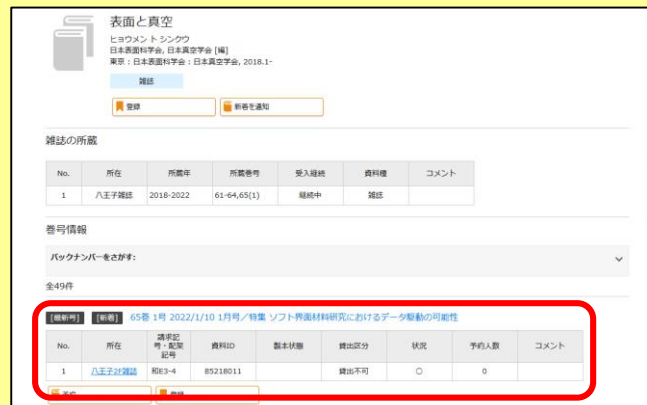 表面と真空
ヒョウメン ト シンクウ
日本表面科学会, 日本真空学会 [編]
東京 : 日本表面科学会 : 日本真空学会, 2018.1-
雑誌
登録 新着を通知
雑誌の所蔵
No. 所在 所蔵年 所蔵巻号 受入継続 資料種 コメント
1 八王子雑誌 2018-2022 61-64,65(1) 継続中 雑誌
巻号情報
バックナンバーをさがす:
全49件
[最新号] [新着] 65巻 1号 2022/1/10 1月号/特集 ソフト界面材料研究におけるデータ駆動の可能性
No. 所在 請求記号・配架記号 資料ID 製本状態 貸出区分 状況 予約人数 コメント
1 八王子2F雑誌 和E3-4 85218011 貸出不可 ○ 0
予約 登録